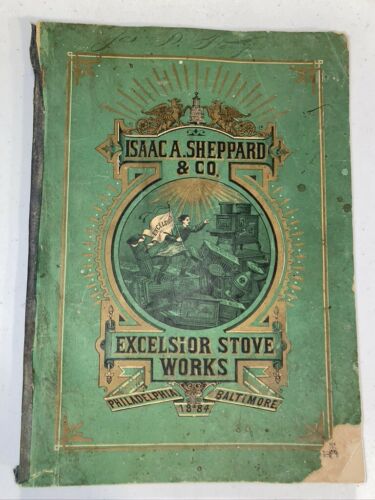 ISAAC A. SHEPPARD
& CO.
EXCELSIOR
EXCELSIOR STOVE
WORKS
PHILADELPHIA BALTIMORE
1884